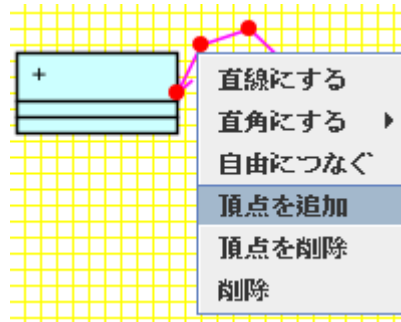 +
直線にする
直角にする
自由につなぐ
頂点を追加
頂点を削除
削除